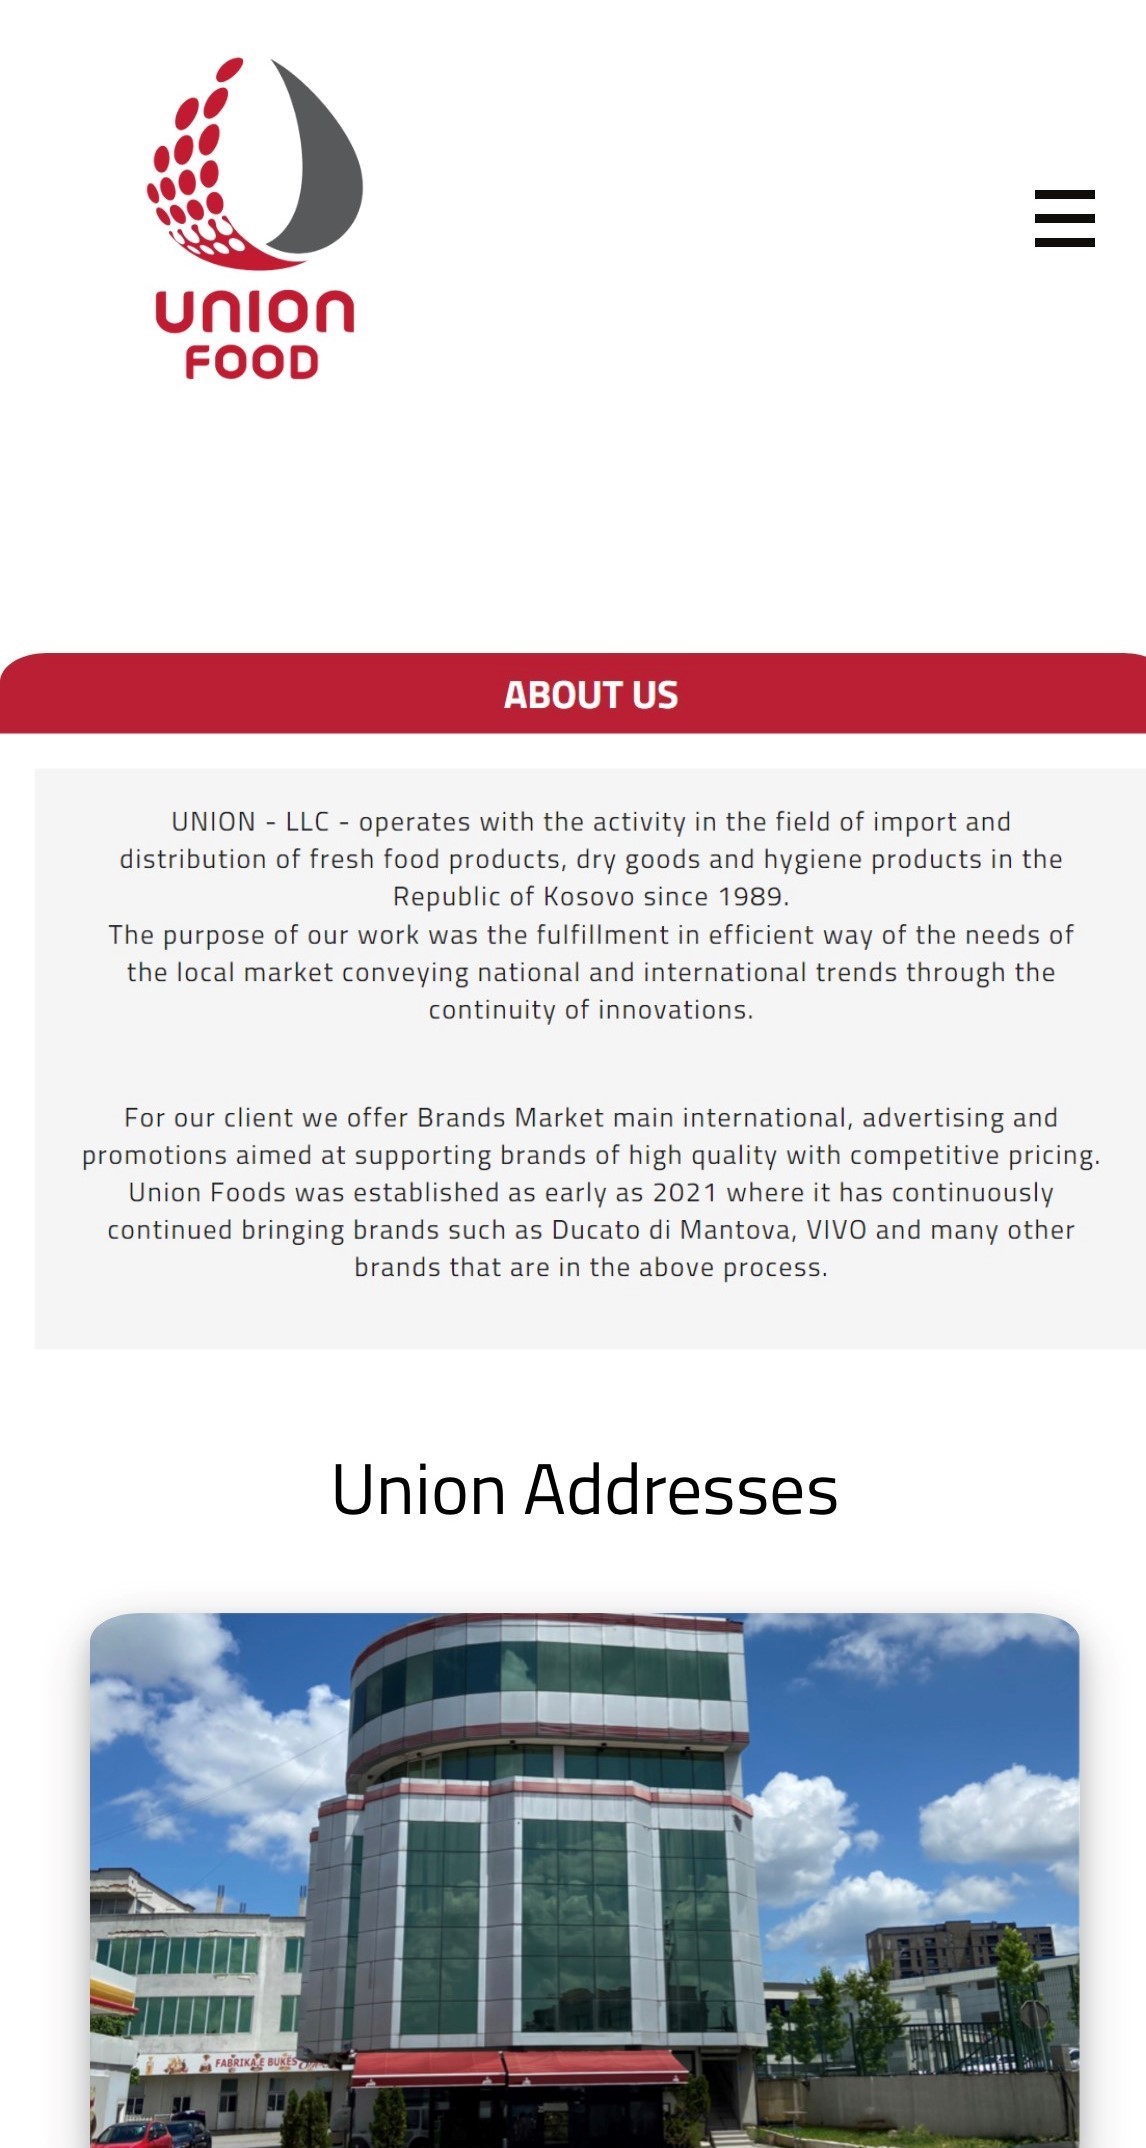 UNION
FOOD
ABOUT US
UNION - LLC - operates with the activity in the field of import and
distribution of fresh food products, dry goods and hygiene products in the
Republic of Kosovo since 1989.
The purpose of our work was the fulfillment in efficient way of the needs of
the local market conveying national and international trends through the
continuity of innovations.
For our client we offer Brands Market main international, advertising and
promotions aimed at supporting brands of high quality with competitive pricing.
Union Foods was established as early as 2021 where it has continuously
continued bringing brands such as Ducato di Mantova, VIVO and many other
brands that are in the above process.
Union Addresses
FABRIKA E BUKËS